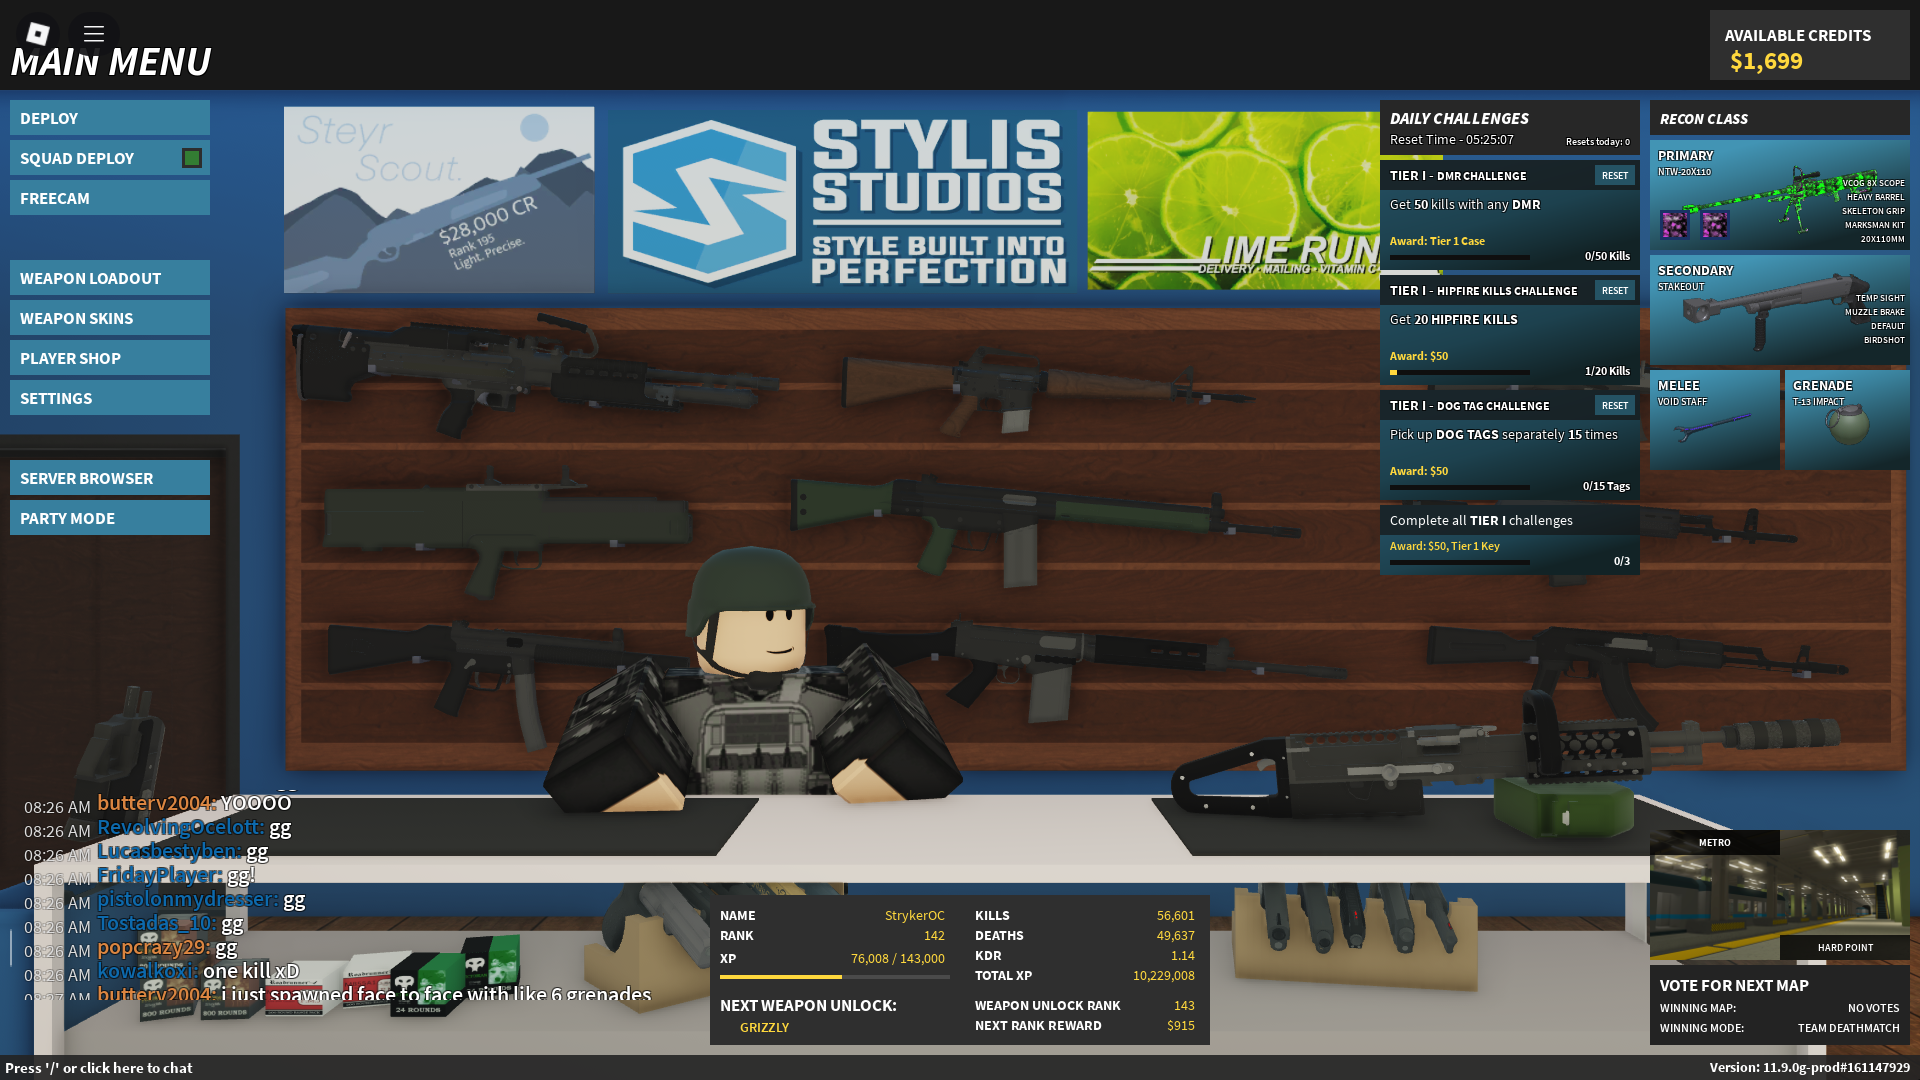 MAIN MENU
AVAILABLE CREDITS
$1,699
DEPLOY
SQUAD DEPLOY
FREECAM
WEAPON LOADOUT
WEAPON SKINS
PLAYER SHOP
SETTINGS
SERVER BROWSER
PARTY MODE
Steyr
Scout.
$28,000 CR
Rank 195
Light. Precise.
STYLIS
STUDIOS
STYLE BUILT INTO
PERFECTION
LIME RUN
DELIVERY • MAILING • VITAMIN C
DAILY CHALLENGES
Reset Time - 05:25:07
Resets today: 0
TIER I - DMR CHALLENGE
RESET
Get 50 kills with any DMR
Award: Tier 1 Case
0/50 Kills
TIER I - HIPFIRE KILLS CHALLENGE
RESET
Get 20 HIPFIRE KILLS
Award: $50
1/20 Kills
TIER I - DOG TAG CHALLENGE
RESET
Pick up DOG TAGS separately 15 times
Award: $50
0/15 Tags
Complete all TIER I challenges
Award: $50, Tier 1 Key
0/3
RECON CLASS
PRIMARY
NTW-20X110
VCOG 8X SCOPE
HEAVY BARREL
SKELETON GRIP
MARKSMAN KIT
20X110MM
SECONDARY
STAKEOUT
TEMP SIGHT
MUZZLE BRAKE
DEFAULT
BIRDSHOT
MELEE
VOID STAFF
GRENADE
T-13 IMPACT
08:26 AM butterv2004: YOOOO
08:26 AM RevolvingOcelott: gg
08:26 AM Lucasbestyben: gg
08:26 AM FridayPlayer: gg!
08:26 AM pistolonmydresser: gg
08:26 AM Tostadas_10: gg
08:26 AM popcrazy29: gg
08:26 AM kowalkoxi: one kill xD
08:27 AM butterv2004: i just spawned face to face with like 6 grenades
800 ROUNDS
800 ROUNDS
24 ROUNDS
NAME StrykerOC
RANK 142
XP 76,008 / 143,000
NEXT WEAPON UNLOCK:
GRIZZLY
KILLS 56,601
DEATHS 49,637
KDR 1.14
TOTAL XP 10,229,008
WEAPON UNLOCK RANK 143
NEXT RANK REWARD $915
METRO
HARD POINT
VOTE FOR NEXT MAP
WINNING MAP: NO VOTES
WINNING MODE: TEAM DEATHMATCH
Press '/' or click here to chat
Version: 11.9.0g-prod#161147929